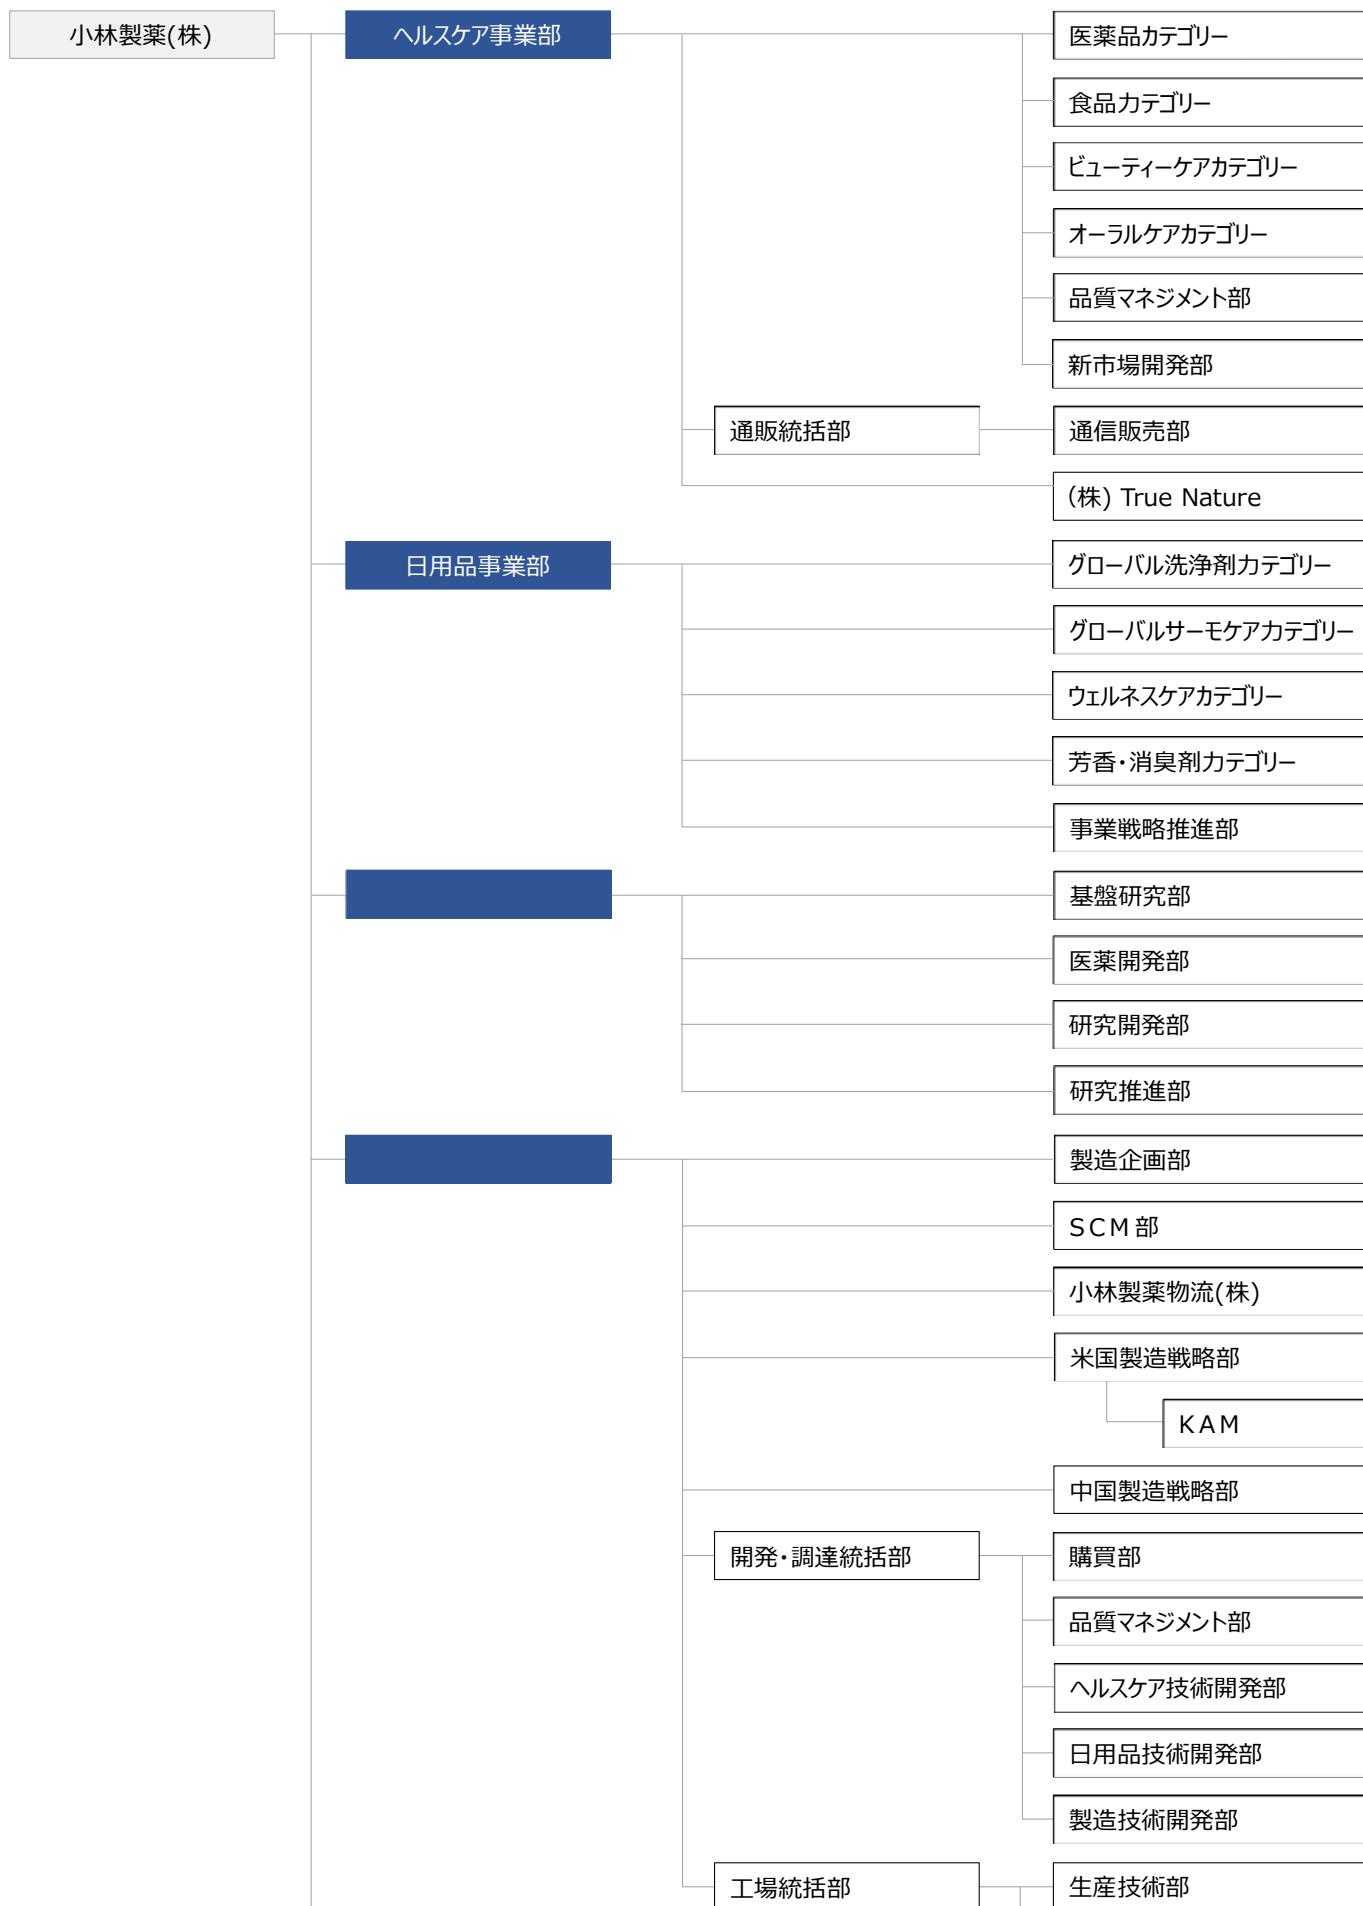 小林製薬(株)
ヘルスケア事業部
医薬品カテゴリー
食品カテゴリー
ビューティーケアカテゴリー
オーラルケアカテゴリー
品質マネジメント部
新市場開発部
通販統括部
通信販売部
（株) True Nature
日用品事業部
グローバル洗浄剤カテゴリー
グローバルサーモケアカテゴリー
ウェルネスケアカテゴリー
芳香・消臭剤カテゴリー
事業戦略推進部
基盤研究部
医薬開発部
研究開発部
研究推進部
製造企画部
ＳＣＭ部
小林製薬物流(株)
米国製造戦略部
ＫＡＭ
中国製造戦略部
開発・調達統括部
購買部
品質マネジメント部
ヘルスケア技術開発部
日用品技術開発部
製造技術開発部
工場統括部
生産技術部